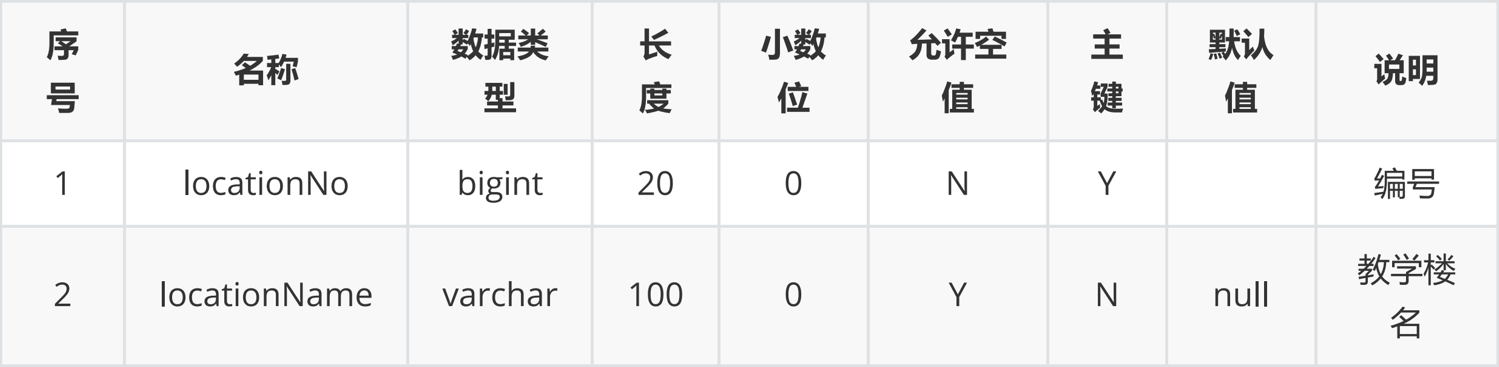 序号 名称 数据类型 长度 小数位 允许空值 主键 默认值 说明
1 locationNo bigint 20 0 N Y 编号
2 locationName varchar 100 0 Y N null 教学楼名